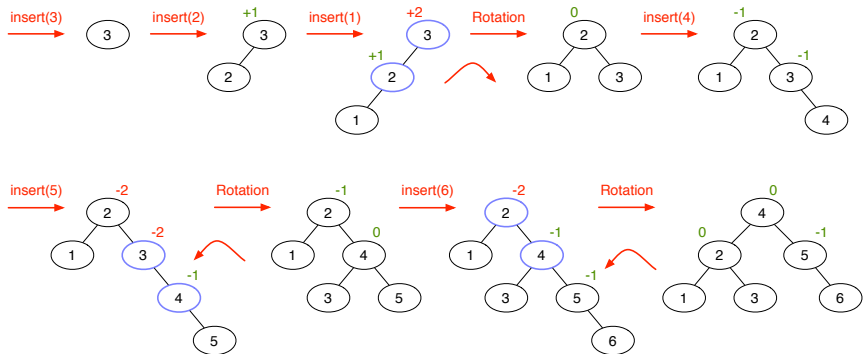 insert(3) insert(2) +1 insert(1) +2 Rotation 0 insert(4) -1
3 3 3 2 2
+1 -1
2 2 1 3 1 3
1 4
insert(5) -2 Rotation -1 insert(6) -2 Rotation 0
2 2 2 4
-2 0 -1 0 -1
1 3 1 4 1 4 2 5
-1 -1
4 3 5 3 5 1 3 6
5 6